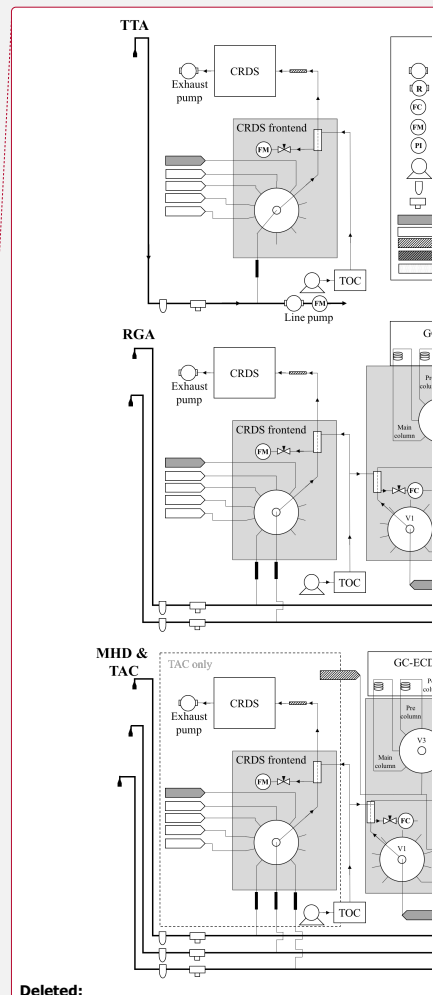 TTA
CRDS
Exhaust
pump
CRDS frontend
FM
TOC
FM
Line pump
R
FC
FM
PI
RGA
CRDS
Exhaust
pump
CRDS frontend
FM
TOC
Main
column
FC
V1
MHD &
TAC
TAC only
CRDS
Exhaust
pump
CRDS frontend
FM
TOC
GC-ECD
Pre
column
V3
Main
column
FC
V1
Deleted: